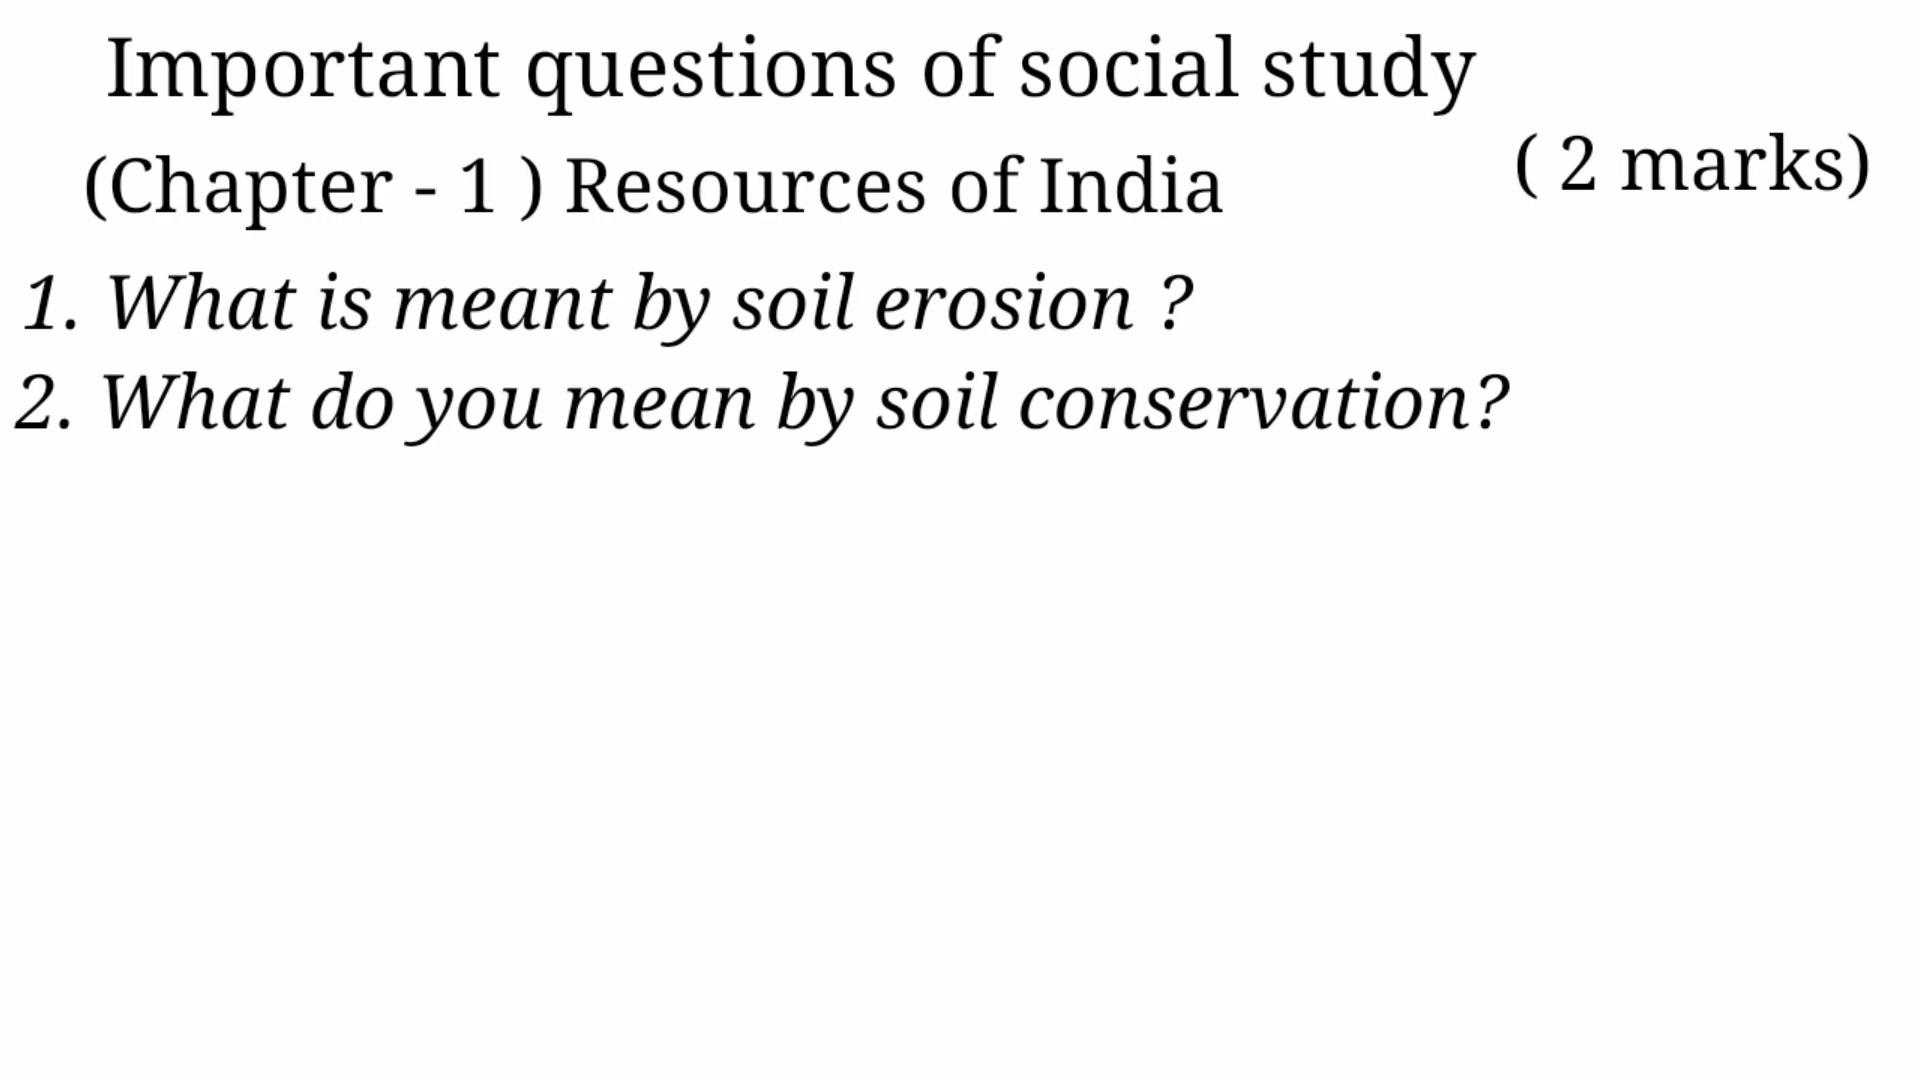 Important questions of social study
(Chapter - 1 ) Resources of India ( 2 marks)
1. What is meant by soil erosion ?
2. What do you mean by soil conservation?